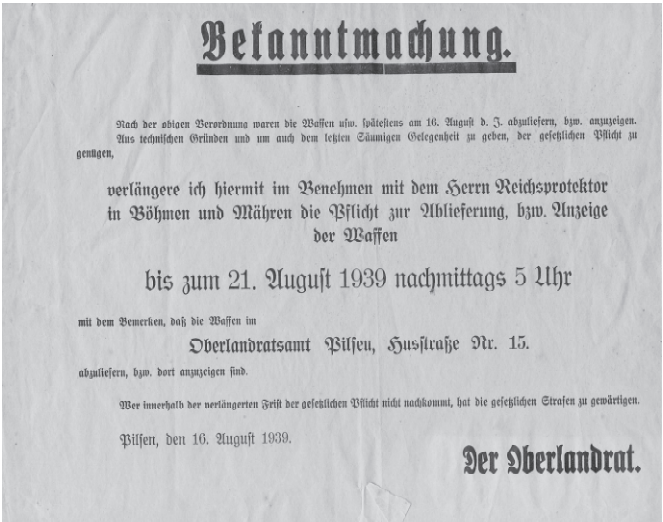 Bekanntmachung.
Nach der obigen Verordnung waren die Waffen usw. spätestens am 16. August d. J. abzuliefern, bzw. anzuzeigen.
Aus technischen Gründen und um auch dem letzten Säumigen Gelegenheit zu geben, der gesetzlichen Pflicht zu
genügen,
verlängere ich hiermit im Benehmen mit dem Herrn Reichsprotektor
in Böhmen und Mähren die Pflicht zur Ablieferung, bzw. Anzeige
der Waffen
bis zum 21. August 1939 nachmittags 5 Uhr
mit dem Bemerken, daß die Waffen im
Oberlandratsamt Pilsen, Husstraße Nr. 15.
abzuliefern, bzw. dort anzuzeigen sind.
Wer innerhalb der verlängerten Frist der gesetzlichen Pflicht nicht nachkommt, hat die gesetzlichen Strafen zu gewärtigen.
Pilsen, den 16. August 1939.
Der Oberlandrat.